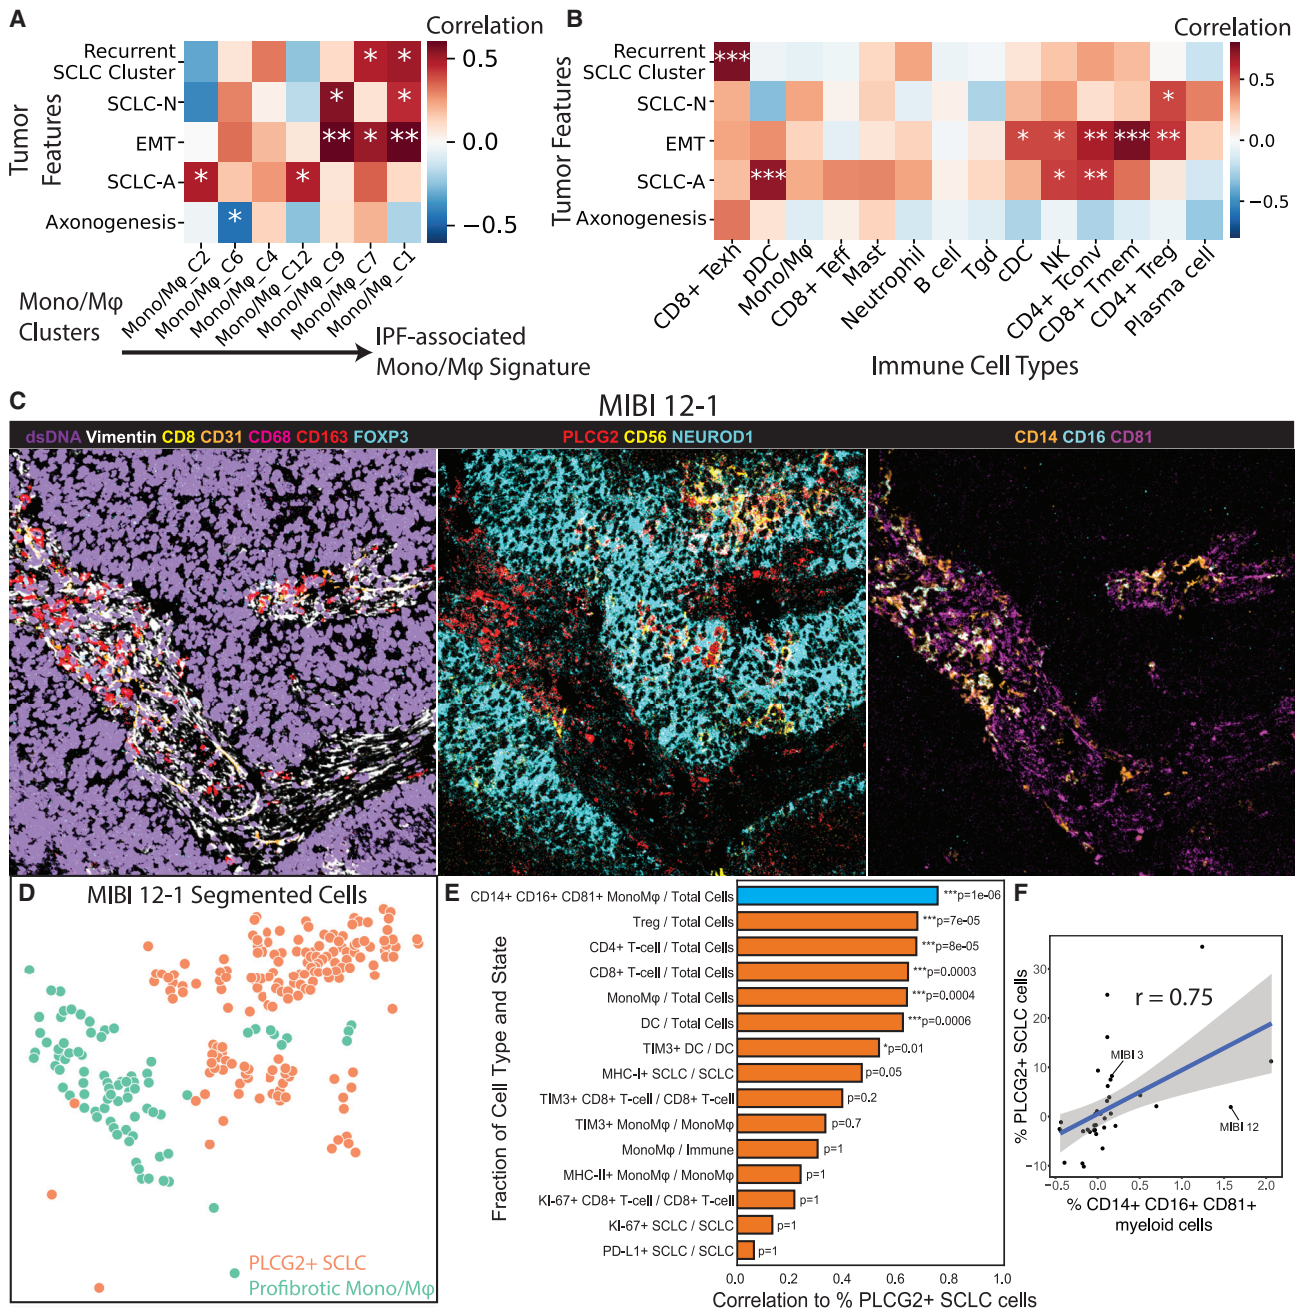 A
Correlation
Recurrent
SCLC Cluster
SCLC-N
EMT
SCLC-A
Axonogenesis
Tumor
Features
* *
* *
** * **
* *
*
0.5
0.0
−0.5
Mono/Mφ_C2
Mono/Mφ_C6
Mono/Mφ_C4
Mono/Mφ_C12
Mono/Mφ_C9
Mono/Mφ_C7
Mono/Mφ_C1
Mono/Mφ
Clusters
IPF-associated
Mono/Mφ Signature
B
Correlation
Recurrent
SCLC Cluster
SCLC-N
EMT
SCLC-A
Axonogenesis
Tumor Features
***
*
* * ** *** **
*** * **
0.5
0.0
−0.5
CD8+ Texh
pDC
Mono/Mφ
CD8+ Teff
Mast
Neutrophil
B cell
Tgd
cDC
NK
CD4+ Tconv
CD8+ Tmem
CD4+ Treg
Plasma cell
Immune Cell Types
C
MIBI 12-1
dsDNA Vimentin CD8 CD31 CD68 CD163 FOXP3
PLCG2 CD56 NEUROD1
CD14 CD16 CD81
D
MIBI 12-1 Segmented Cells
PLCG2+ SCLC
Profibrotic Mono/Mφ
E
Fraction of Cell Type and State
CD14+ CD16+ CD81+ MonoMφ / Total Cells ***p=1e-06
Treg / Total Cells ***p=7e-05
CD4+ T-cell / Total Cells ***p=8e-05
CD8+ T-cell / Total Cells ***p=0.0003
MonoMφ / Total Cells ***p=0.0004
DC / Total Cells ***p=0.0006
TIM3+ DC / DC *p=0.01
MHC-I+ SCLC / SCLC p=0.05
TIM3+ CD8+ T-cell / CD8+ T-cell p=0.2
TIM3+ MonoMφ / MonoMφ p=0.7
MonoMφ / Immune p=1
MHC-II+ MonoMφ / MonoMφ p=1
KI-67+ CD8+ T-cell / CD8+ T-cell p=1
KI-67+ SCLC / SCLC p=1
PD-L1+ SCLC / SCLC p=1
0.0 0.2 0.4 0.6 0.8 1.0
Correlation to % PLCG2+ SCLC cells
F
% PLCG2+ SCLC cells
30
20
10
0
−10
r = 0.75
MIBI 3
MIBI 12
−0.5 0.0 0.5 1.0 1.5 2.0
% CD14+ CD16+ CD81+
myeloid cells